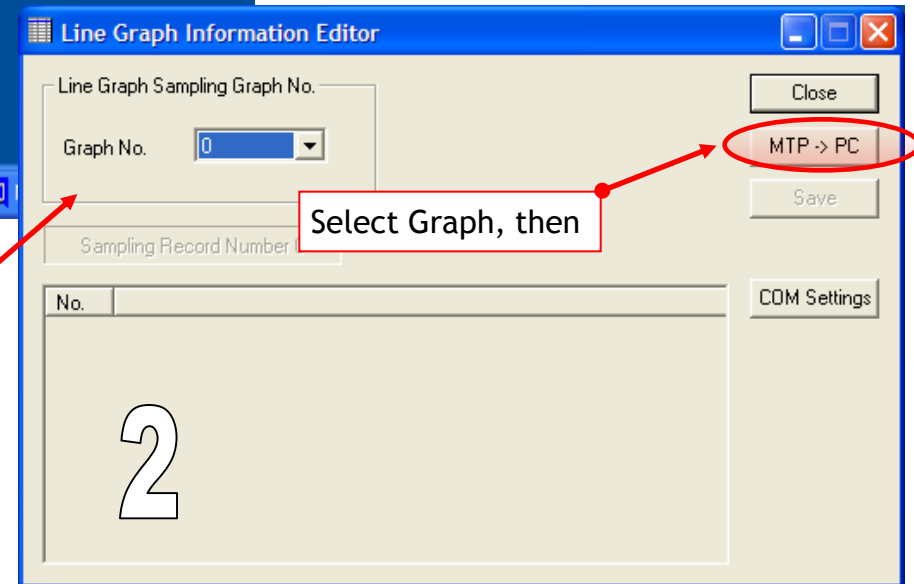 Line Graph Information Editor
Line Graph Sampling Graph No.
Graph No. 0
Close
MTP -> PC
Save
Select Graph, then
Sampling Record Number
No.
COM Settings
2